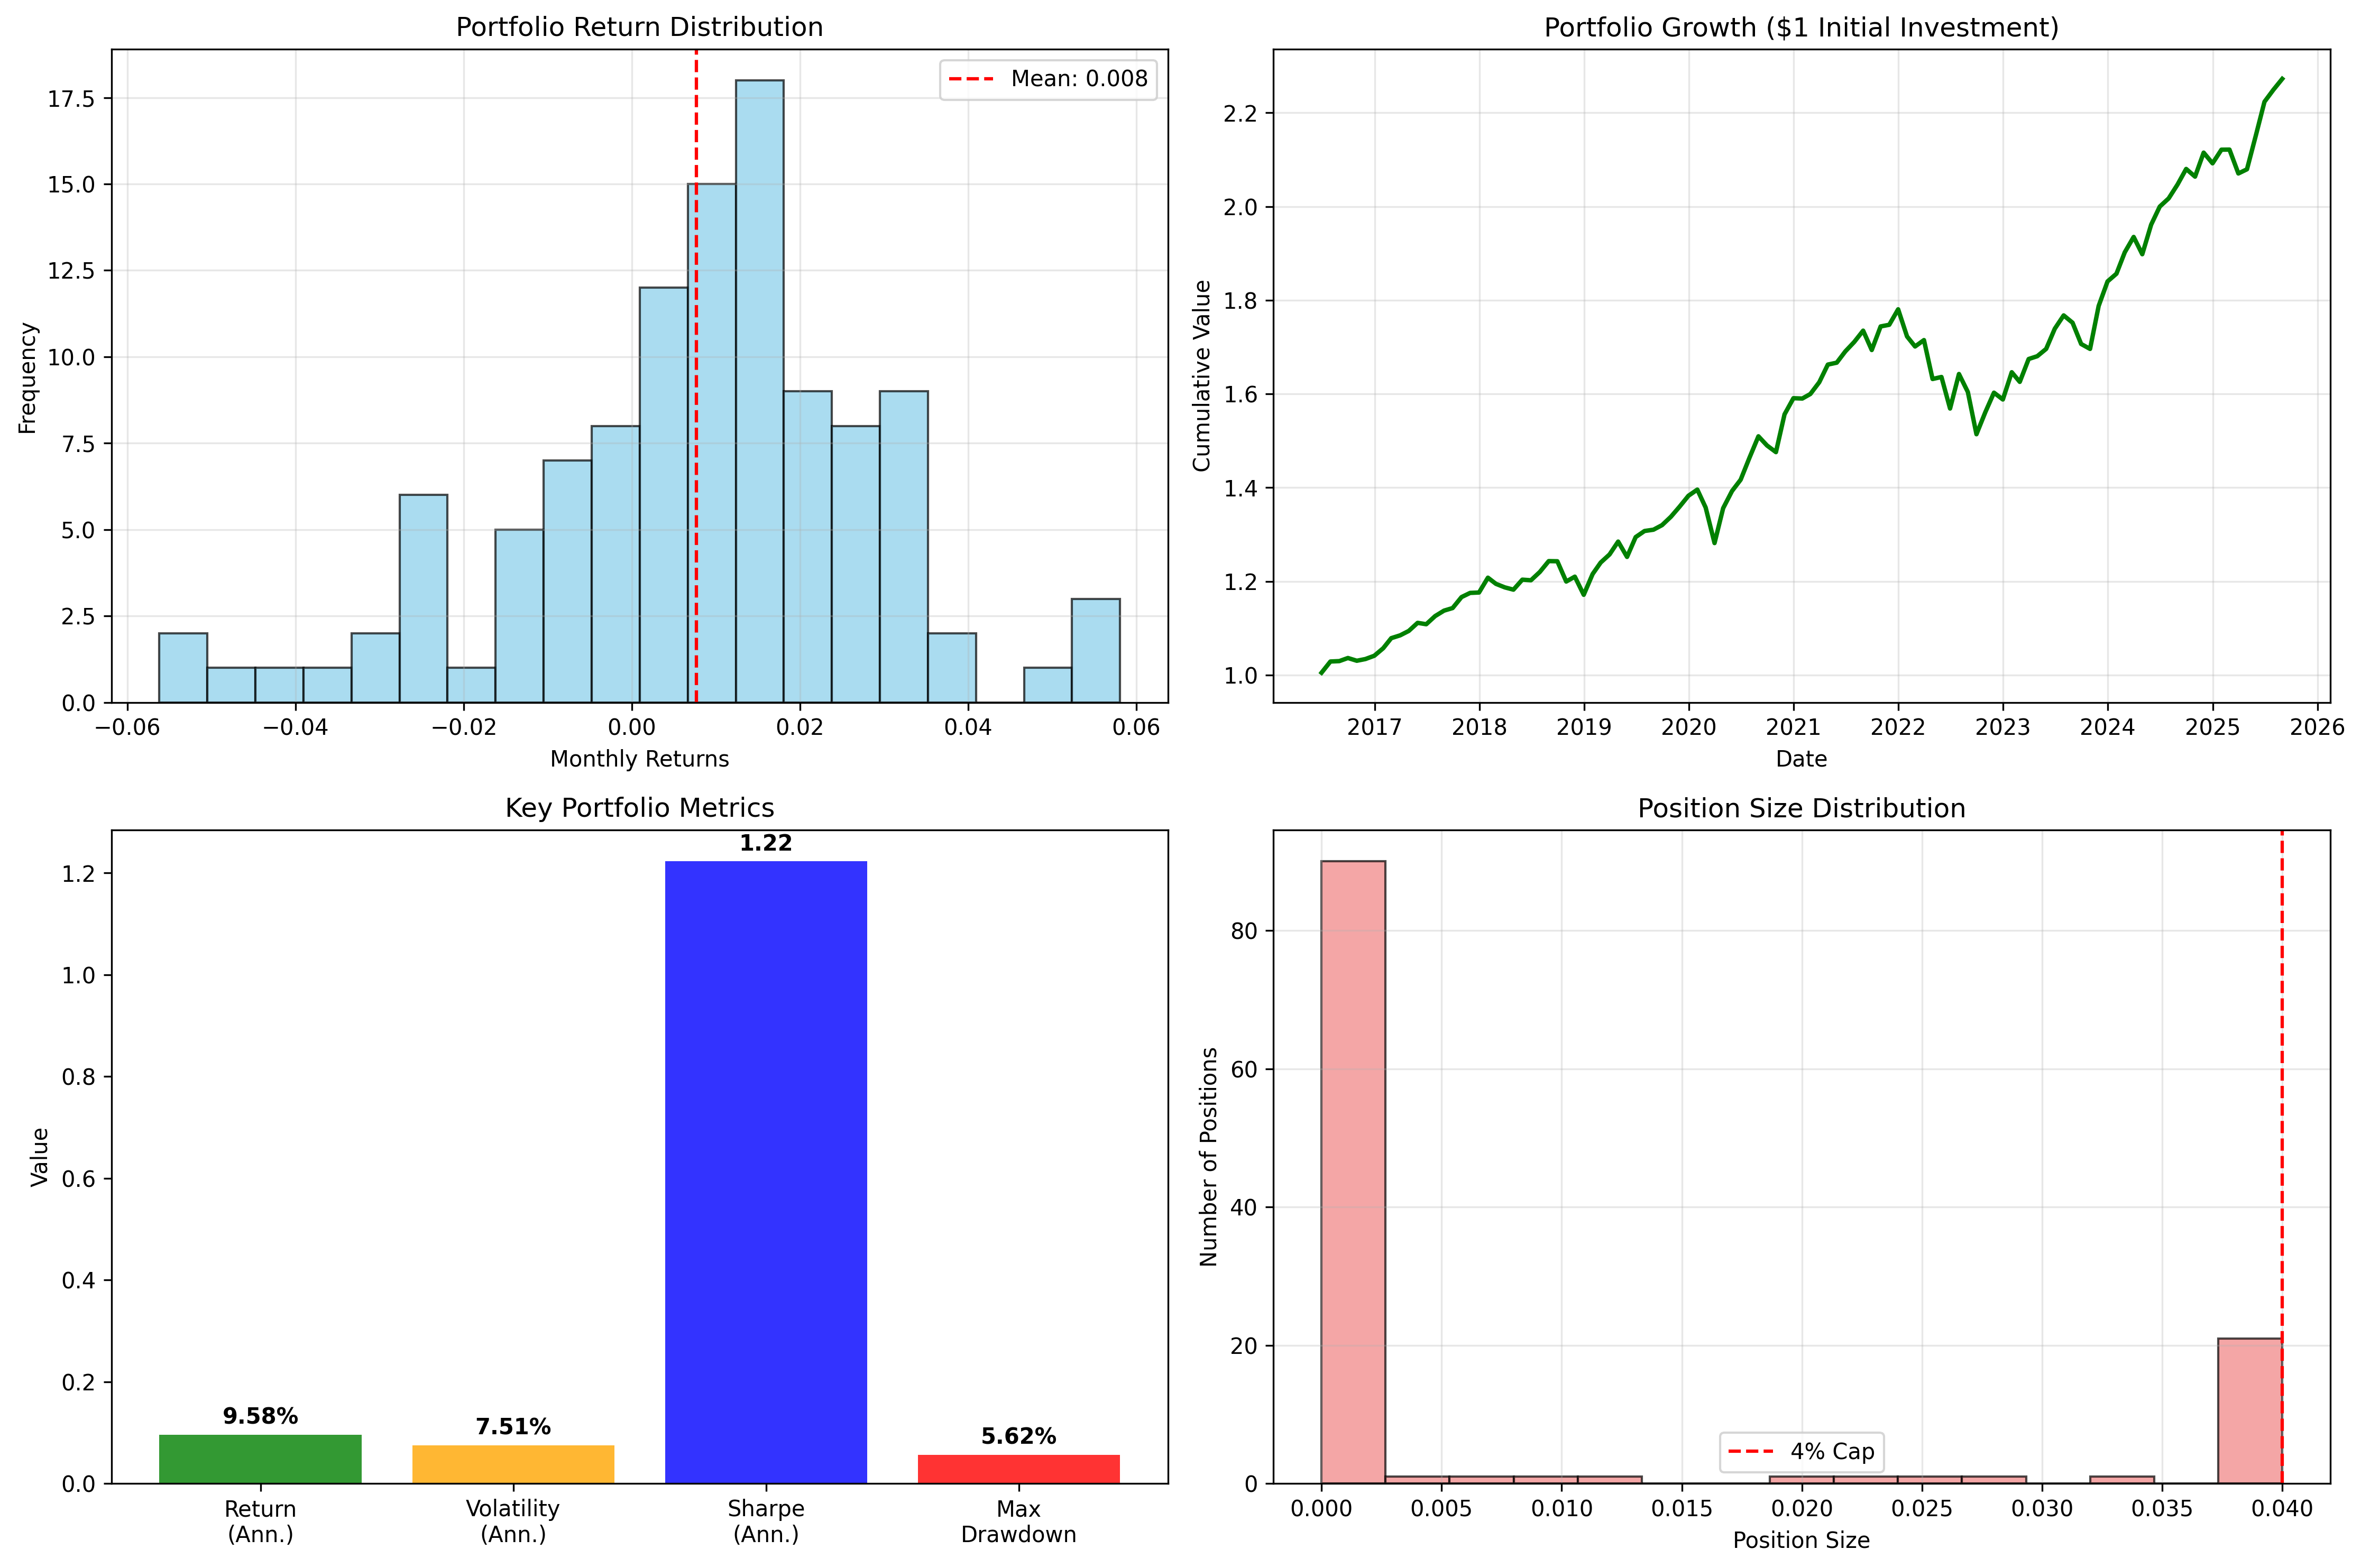 Portfolio Return Distribution
Mean: 0.008
17.5
15.0
12.5
10.0
7.5
5.0
2.5
0.0
Frequency
−0.06 −0.04 −0.02 0.00 0.02 0.04 0.06
Monthly Returns
Portfolio Growth ($1 Initial Investment)
2.2
2.0
1.8
1.6
1.4
1.2
1.0
Cumulative Value
2017 2018 2019 2020 2021 2022 2023 2024 2025 2026
Date
Key Portfolio Metrics
1.22
1.2
1.0
0.8
0.6
0.4
0.2
0.0
Value
9.58%
7.51%
5.62%
Return
(Ann.)
Volatility
(Ann.)
Sharpe
(Ann.)
Max
Drawdown
Position Size Distribution
80
60
40
20
0
Number of Positions
4% Cap
0.000 0.005 0.010 0.015 0.020 0.025 0.030 0.035 0.040
Position Size